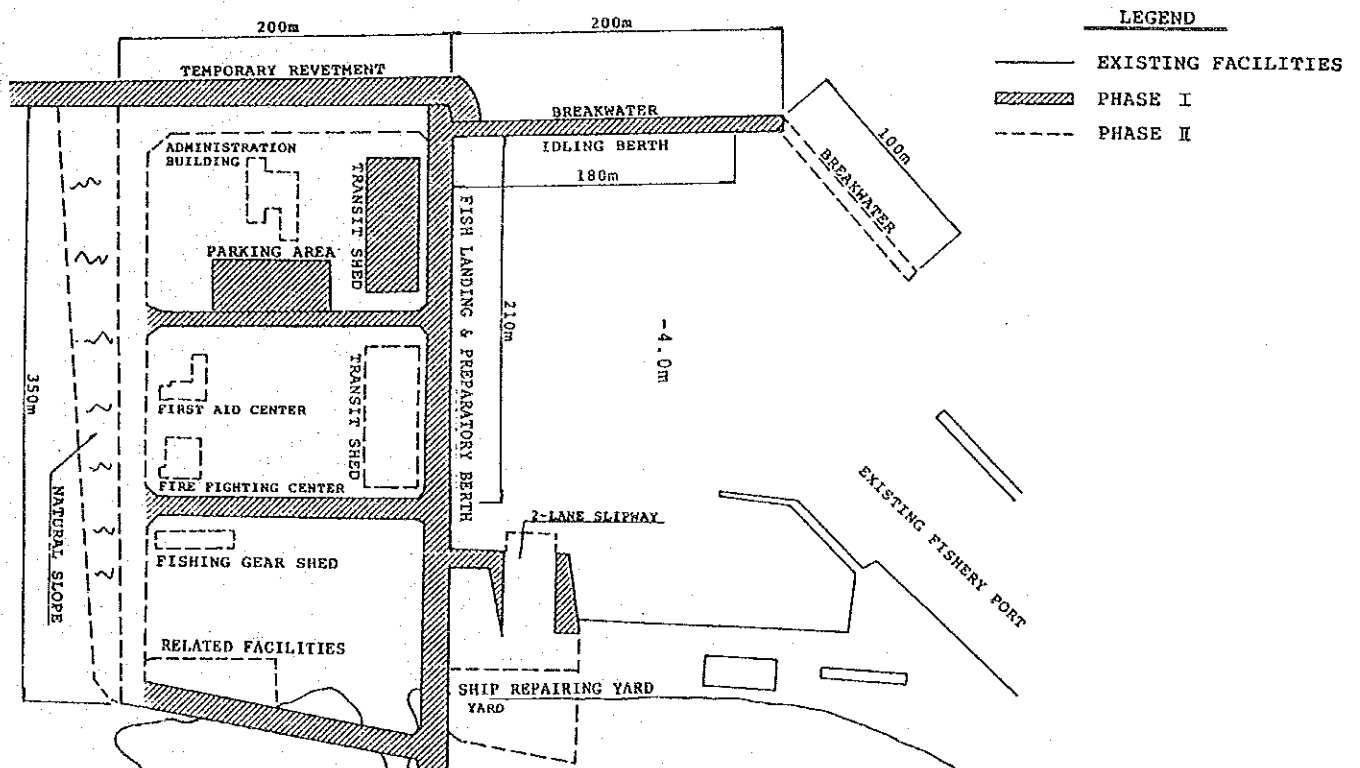 LEGEND
EXISTING FACILITIES
PHASE I
PHASE II
200m
200m
TEMPORARY REVETMENT
BREAKWATER
IDLING BERTH
180m
100m
BREAKWATER
ADMINISTRATION
BUILDING
TRANSIT SHED
PARKING AREA
FISH LANDING & PREPARATORY BERTH
210m
-4.0m
350m
FIRST AID CENTER
TRANSIT SHED
FIRE FIGHTING CENTER
NATURAL SLOPE
2-LANE SLIPWAY
EXISTING FISHERY PORT
FISHING GEAR SHED
RELATED FACILITIES
SHIP REPAIRING YARD
YARD